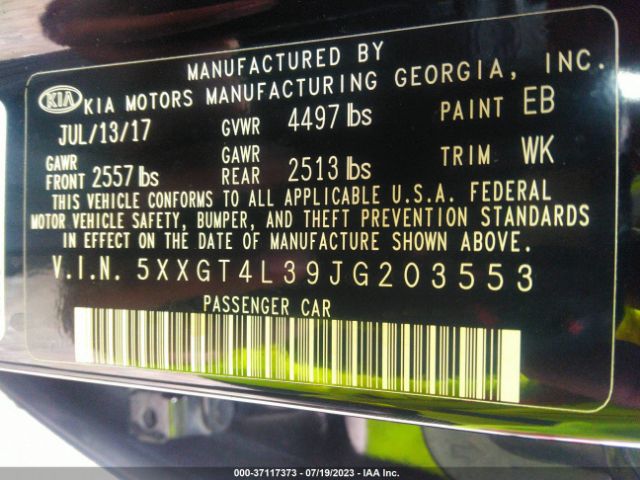 MANUFACTURED BY
KIA KIA MOTORS MANUFACTURING GEORGIA, INC.
JUL/13/17 GVWR 4497 lbs PAINT EB
GAWR FRONT 2557 lbs GAWR REAR 2513 lbs TRIM WK
THIS VEHICLE CONFORMS TO ALL APPLICABLE U.S.A. FEDERAL
MOTOR VEHICLE SAFETY, BUMPER, AND THEFT PREVENTION STANDARDS
IN EFFECT ON THE DATE OF MANUFACTURE SHOWN ABOVE.
V.I.N. 5XXGT4L39JG203553
PASSENGER CAR
000-37117373 - 07/19/2023 - IAA Inc.